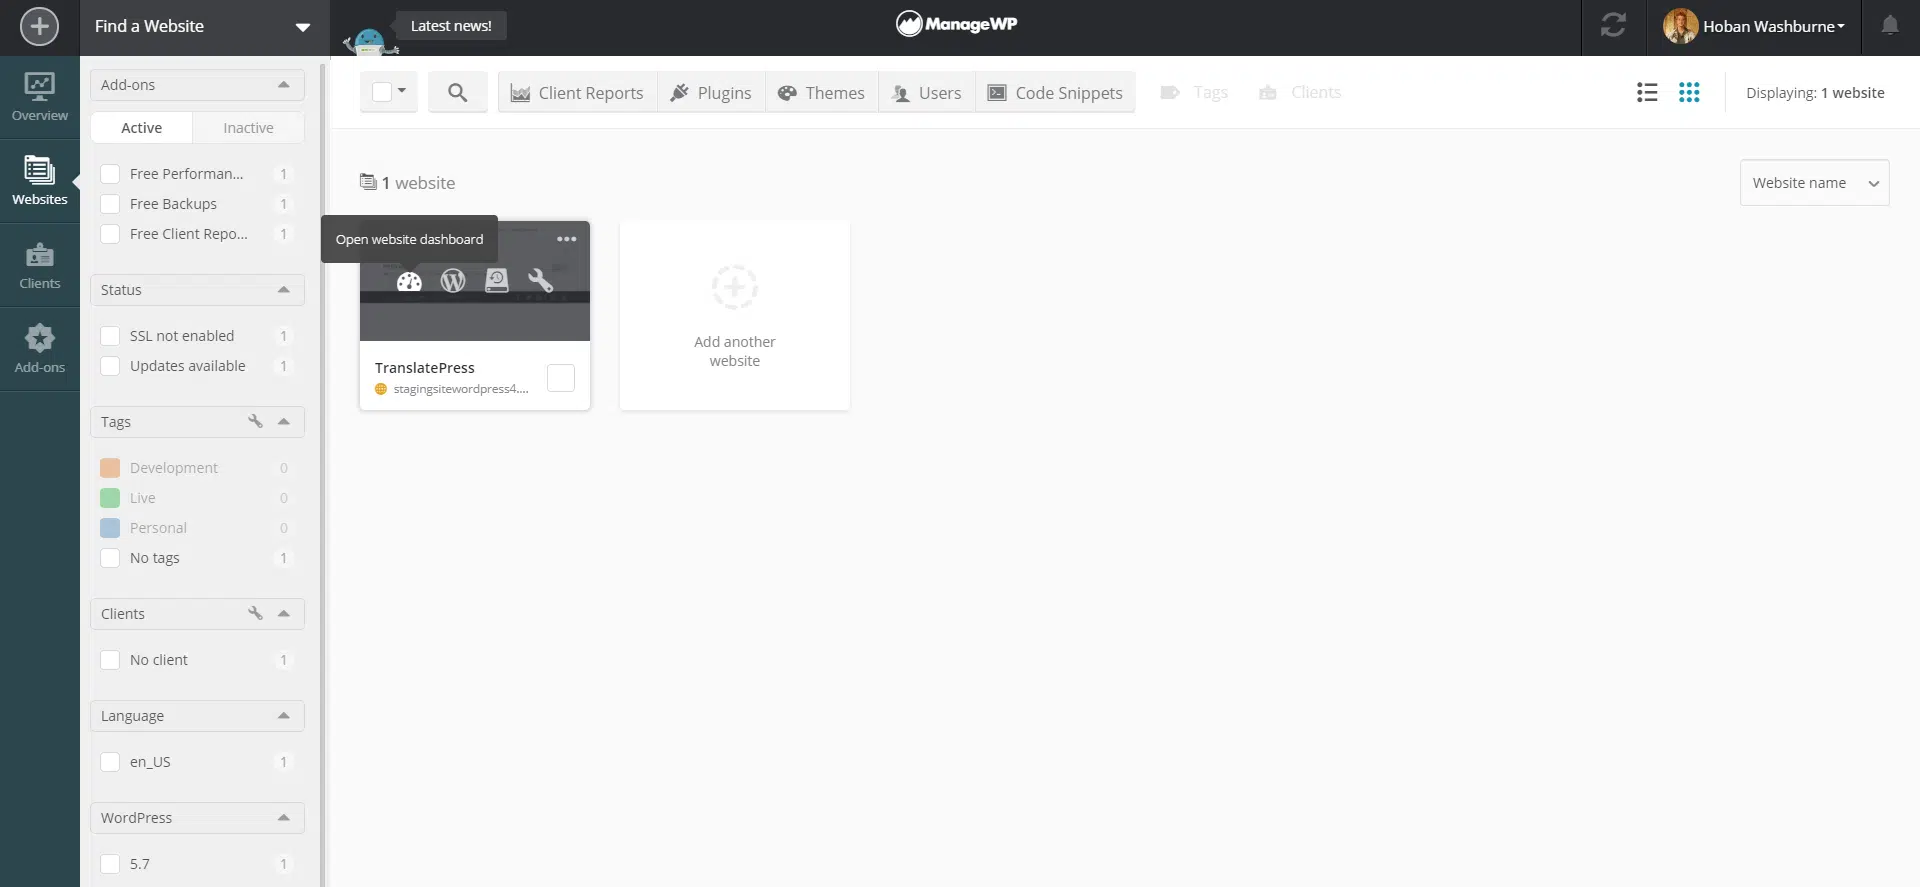 Find a Website
Latest news!
ManageWP
Hoban Washburne
Overview
Websites
Clients
Add-ons
Add-ons
Active
Inactive
Free Performan... 1
Free Backups 1
Free Client Repo... 1
Status
SSL not enabled 1
Updates available 1
Tags
Development 0
Live 0
Personal 0
No tags 1
Clients
No client 1
Language
en_US 1
WordPress
5.7 1
Client Reports
Plugins
Themes
Users
Code Snippets
Tags
Clients
Displaying: 1 website
1 website
Website name
Open website dashboard
TranslatePress
stagingsitewordpress4....
Add another
website